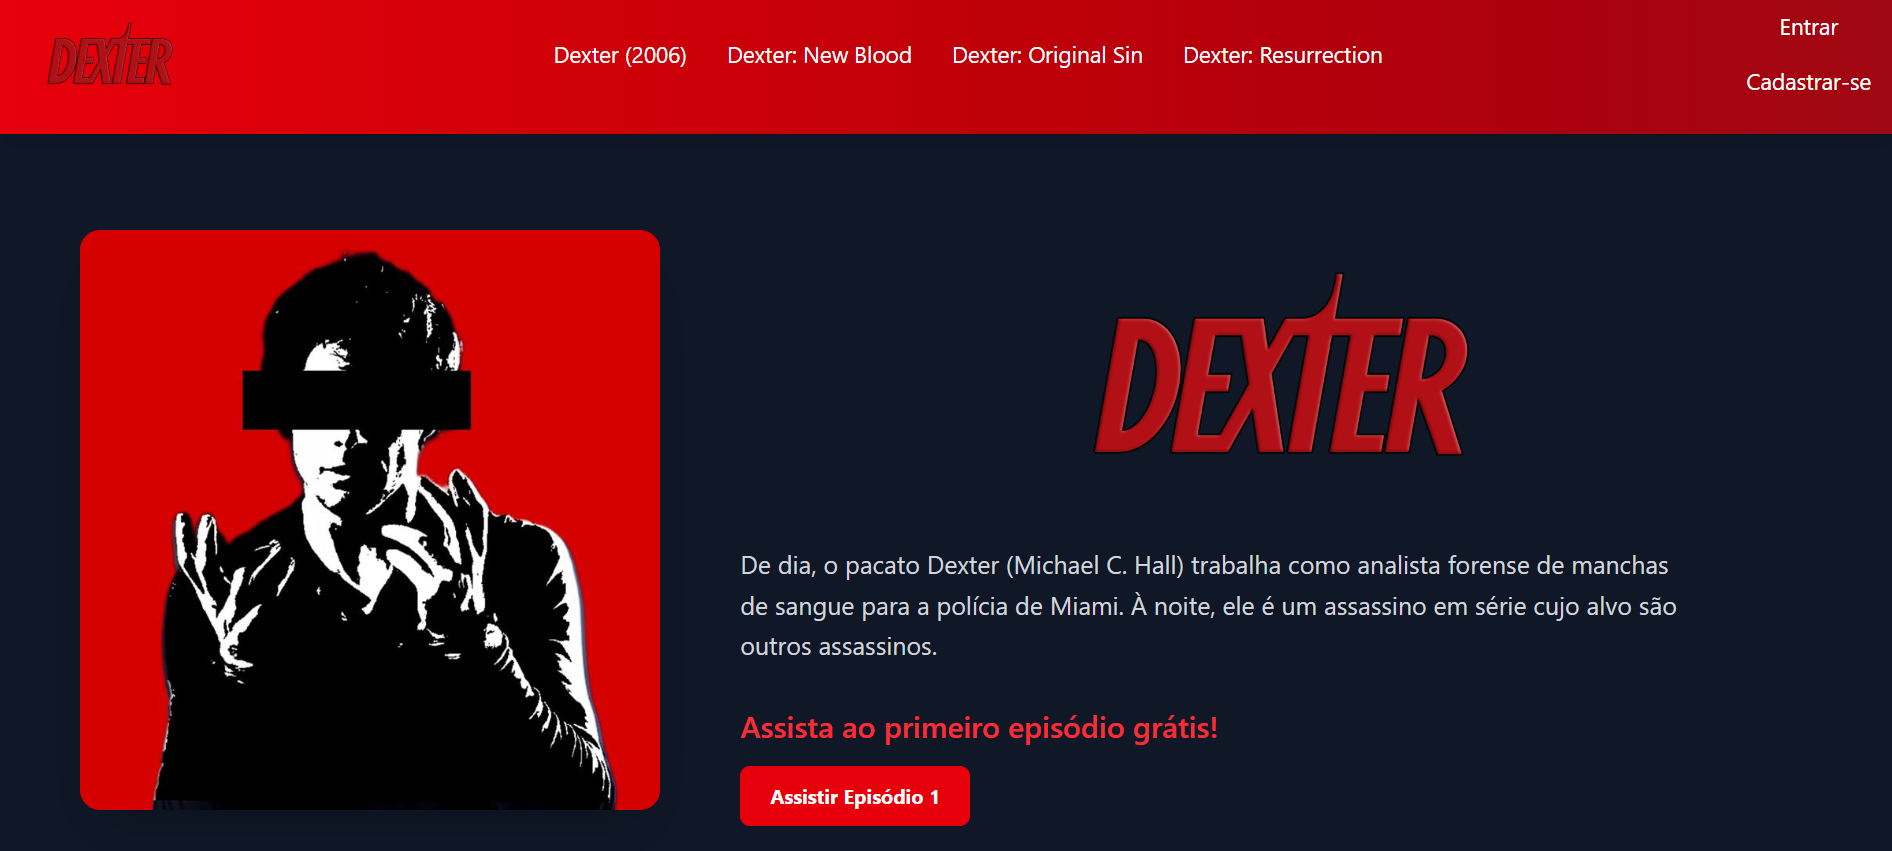 DEXTER
Dexter (2006)
Dexter: New Blood
Dexter: Original Sin
Dexter: Resurrection
Entrar
Cadastrar-se
DEXTER
De dia, o pacato Dexter (Michael C. Hall) trabalha como analista forense de manchas
de sangue para a polícia de Miami. À noite, ele é um assassino em série cujo alvo são
outros assassinos.
Assista ao primeiro episódio grátis!
Assistir Episódio 1